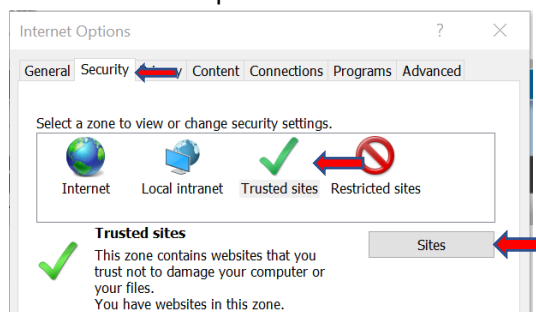 Internet Options ?
General Security Content Connections Programs Advanced
Select a zone to view or change security settings.
Internet Local intranet Trusted sites Restricted sites
Trusted sites
Sites
This zone contains websites that you
trust not to damage your computer or
your files.
You have websites in this zone.